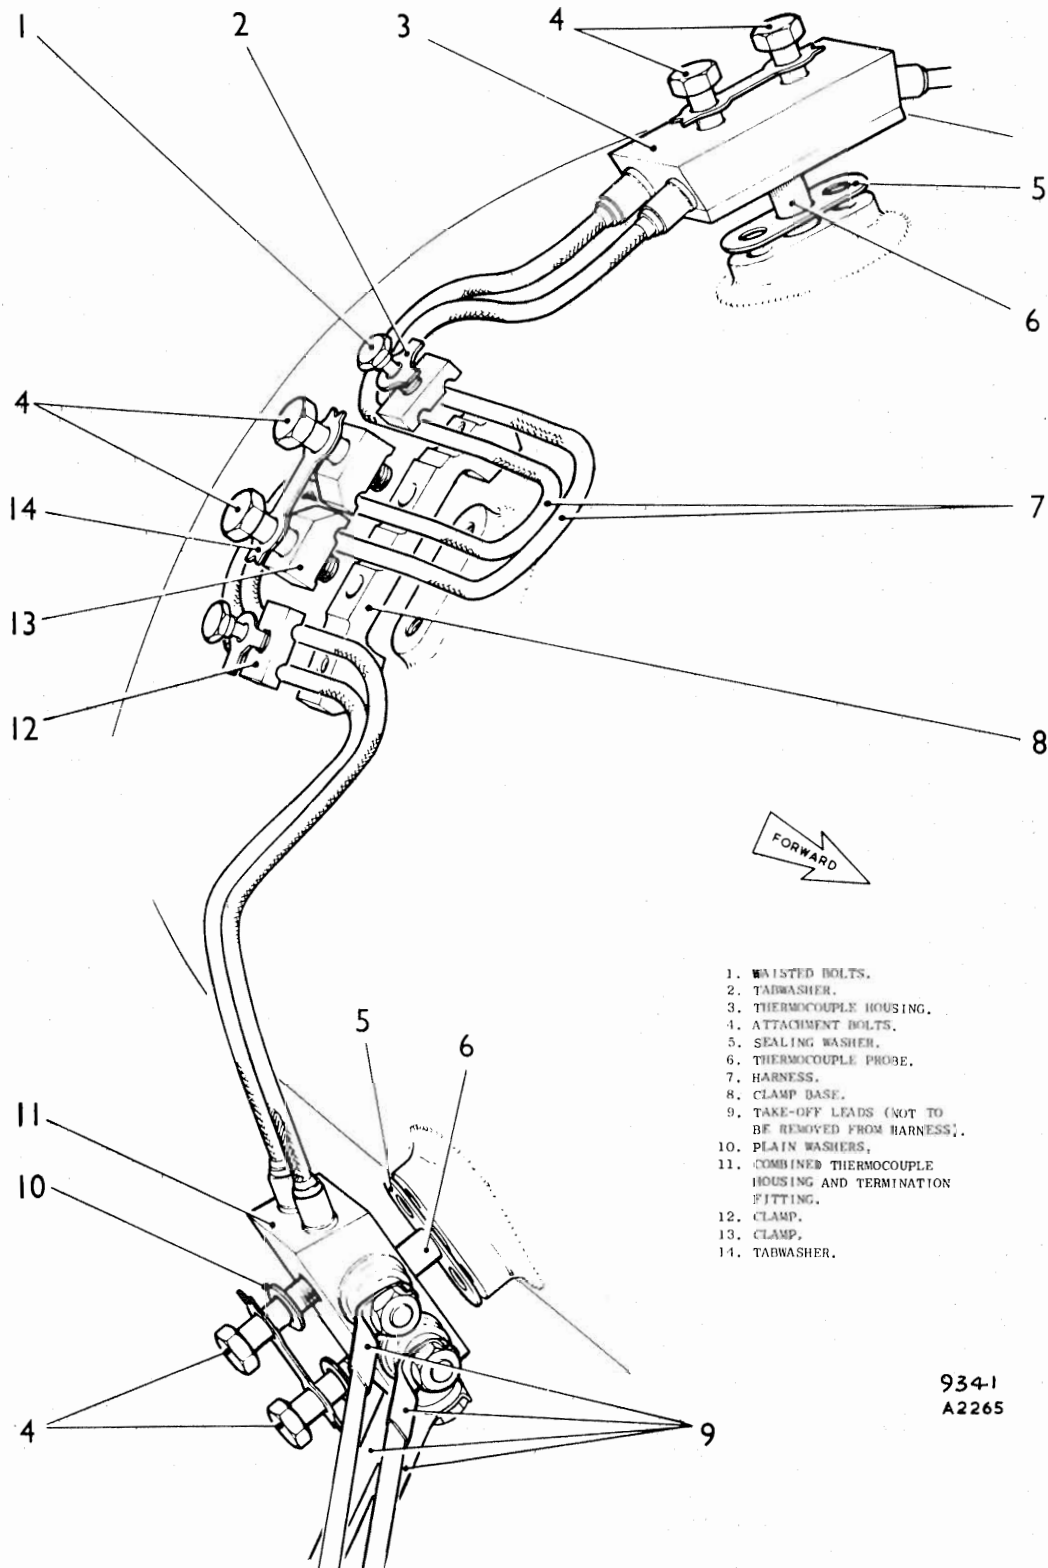 1
2
3
4
5
6
4
7
14
13
12
8
FORWARD
1. WAISTED BOLTS.
2. TABWASHER.
3. THERMOCOUPLE HOUSING.
4. ATTACHMENT BOLTS.
5. SEALING WASHER.
6. THERMOCOUPLE PROBE.
7. HARNESS.
8. CLAMP BASE.
9. TAKE-OFF LEADS (NOT TO
BE REMOVED FROM HARNESS).
10. PLAIN WASHERS,
11. COMBINED THERMOCOUPLE
HOUSING AND TERMINATION
FITTING.
12. CLAMP.
13. CLAMP.
14. TABWASHER.
5
6
11
10
4
9
9341
A2265